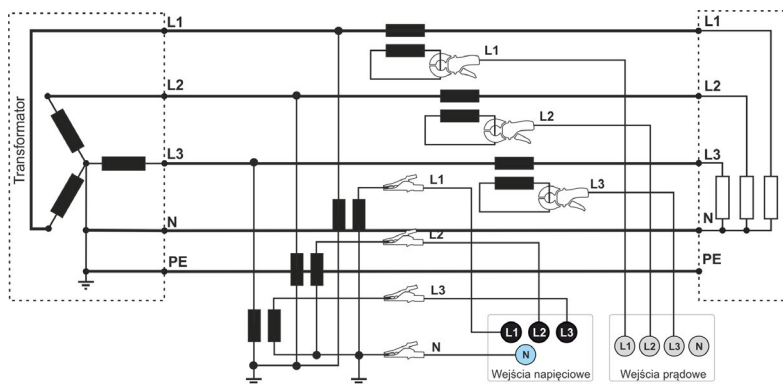 Transformator
L1
L1
L1
L2
L2
L2
L3
L3
L3
L1
N
N
L2
PE
PE
L3
N
L1 L2 L3
N
Wejścia napięciowe
L1 L2 L3 N
Wejścia prądowe